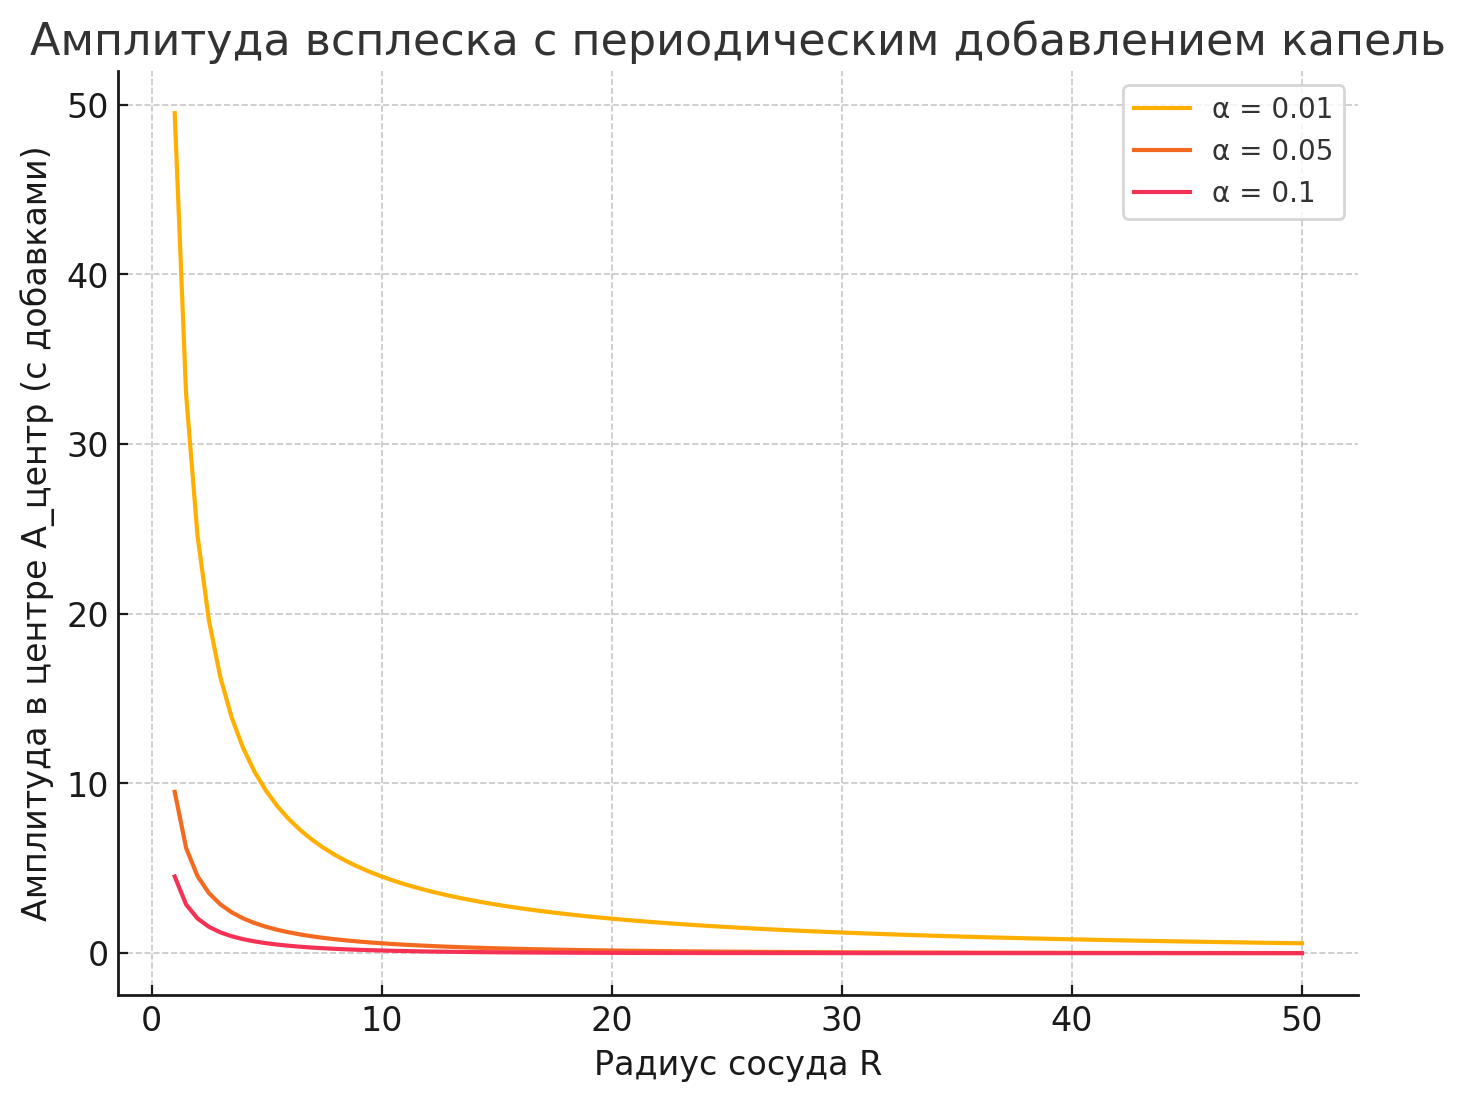 Амплитуда всплеска с периодическим добавлением капель
α = 0.01
α = 0.05
α = 0.1
Амплитуда в центре A_центр (с добавками)
50
40
30
20
10
0
0 10 20 30 40 50
Радиус сосуда R